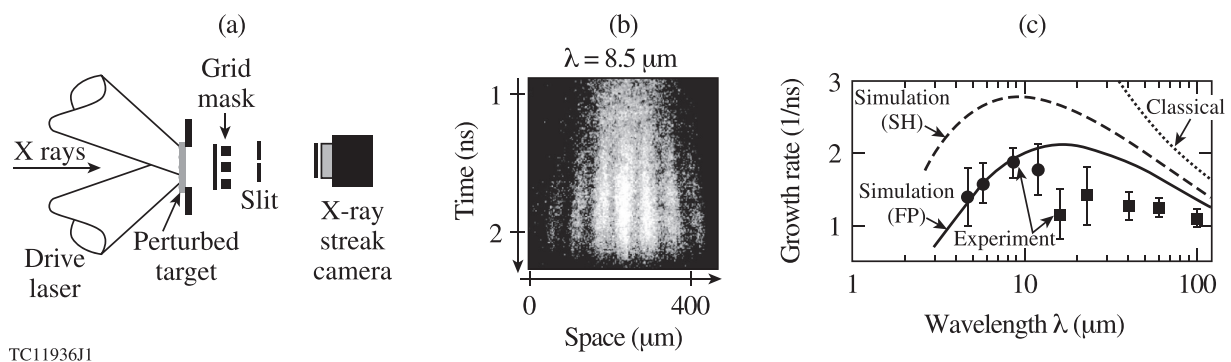 (a)
X rays
Drive
laser
Perturbed
target
Grid
mask
Slit
X-ray
streak
camera
(b)
λ = 8.5 μm
Time (ns)
1
2
0
400
Space (μm)
(c)
Growth rate (1/ns)
3
2
1
Simulation
(SH)
Classical
Simulation
(FP)
Experiment
1
10
100
Wavelength λ (μm)
TC11936J1